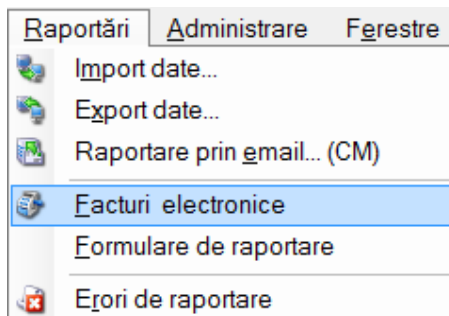 Raportări Administrare Ferestre
Import date...
Export date...
Raportare prin email... (CM)
Facturi electronice
Formulare de raportare
Erori de raportare